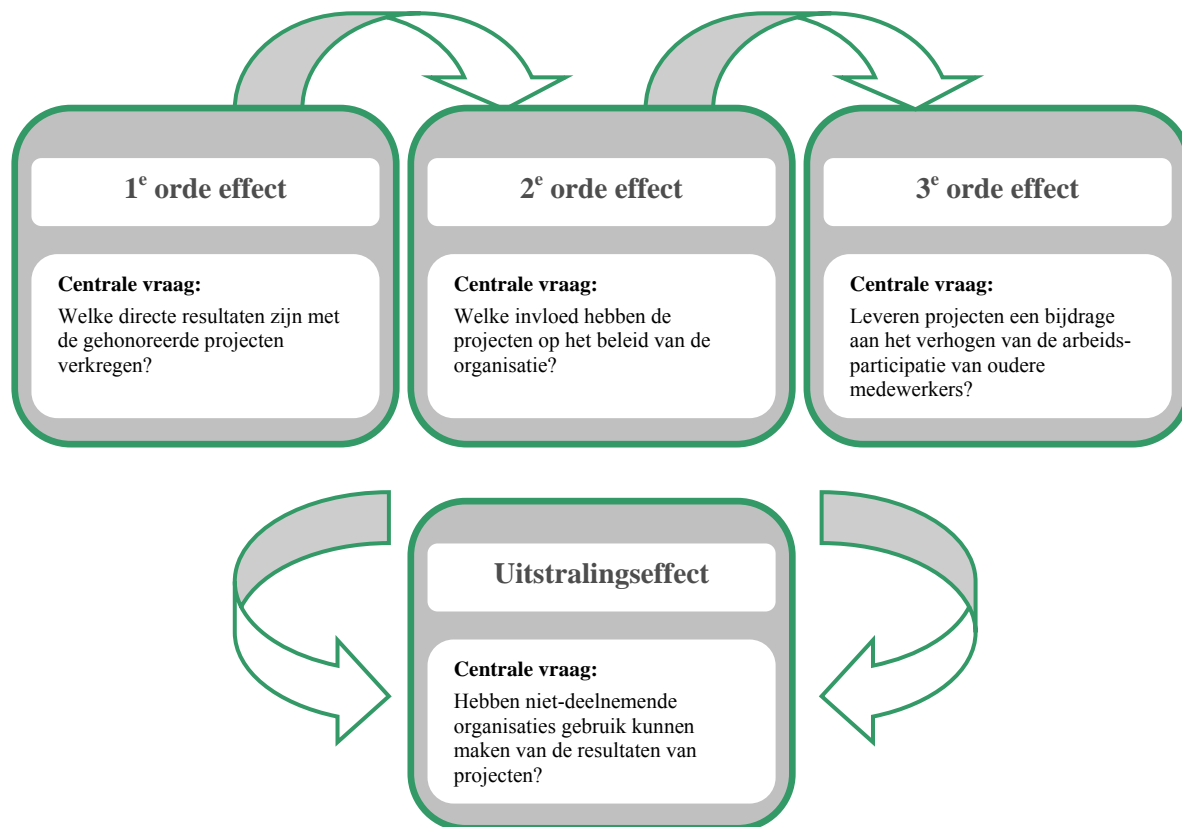 1e orde effect
Centrale vraag:
Welke directe resultaten zijn met
de gehonoreerde projecten
verkregen?
2e orde effect
Centrale vraag:
Welke invloed hebben de
projecten op het beleid van de
organisatie?
3e orde effect
Centrale vraag:
Leveren projecten een bijdrage
aan het verhogen van de arbeids-
participatie van oudere
medewerkers?
Uitstralingseffect
Centrale vraag:
Hebben niet-deelnemende
organisaties gebruik kunnen
maken van de resultaten van
projecten?